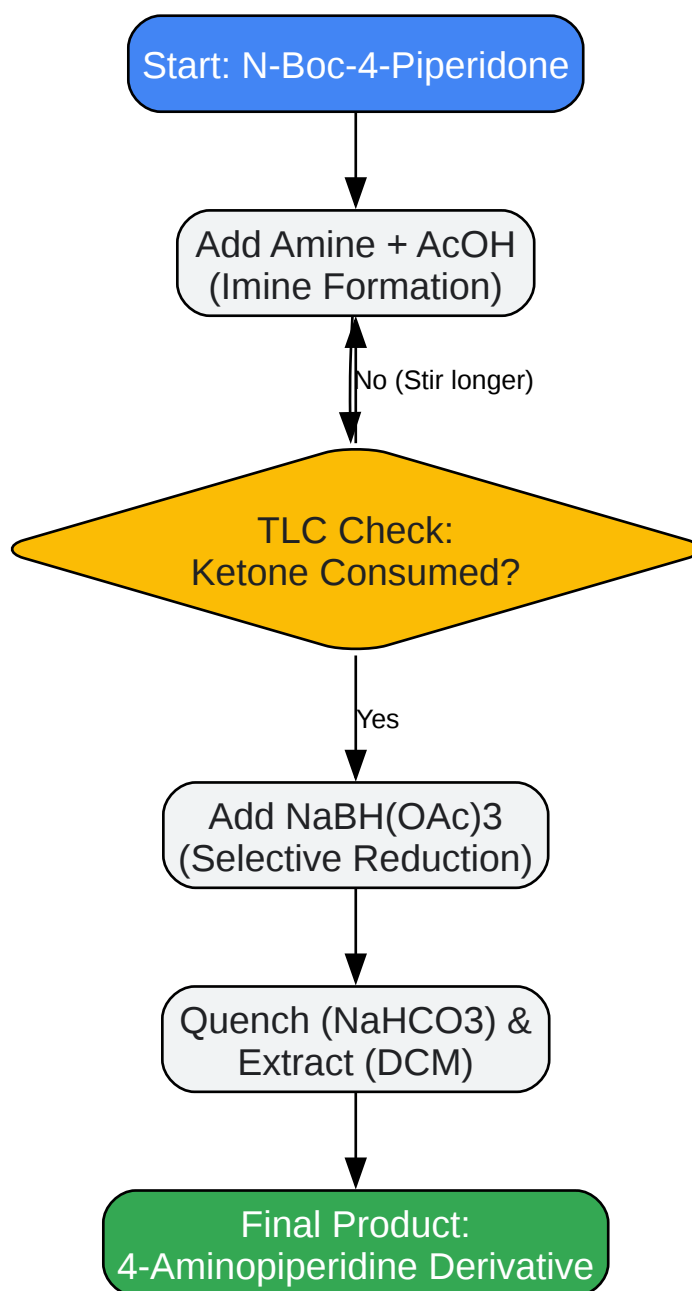 Start: N-Boc-4-Piperidone
Add Amine + AcOH
(Imine Formation)
No (Stir longer)
TLC Check:
Ketone Consumed?
Yes
Add NaBH(OAc)3
(Selective Reduction)
Quench (NaHCO3) &
Extract (DCM)
Final Product:
4-Aminopiperidine Derivative